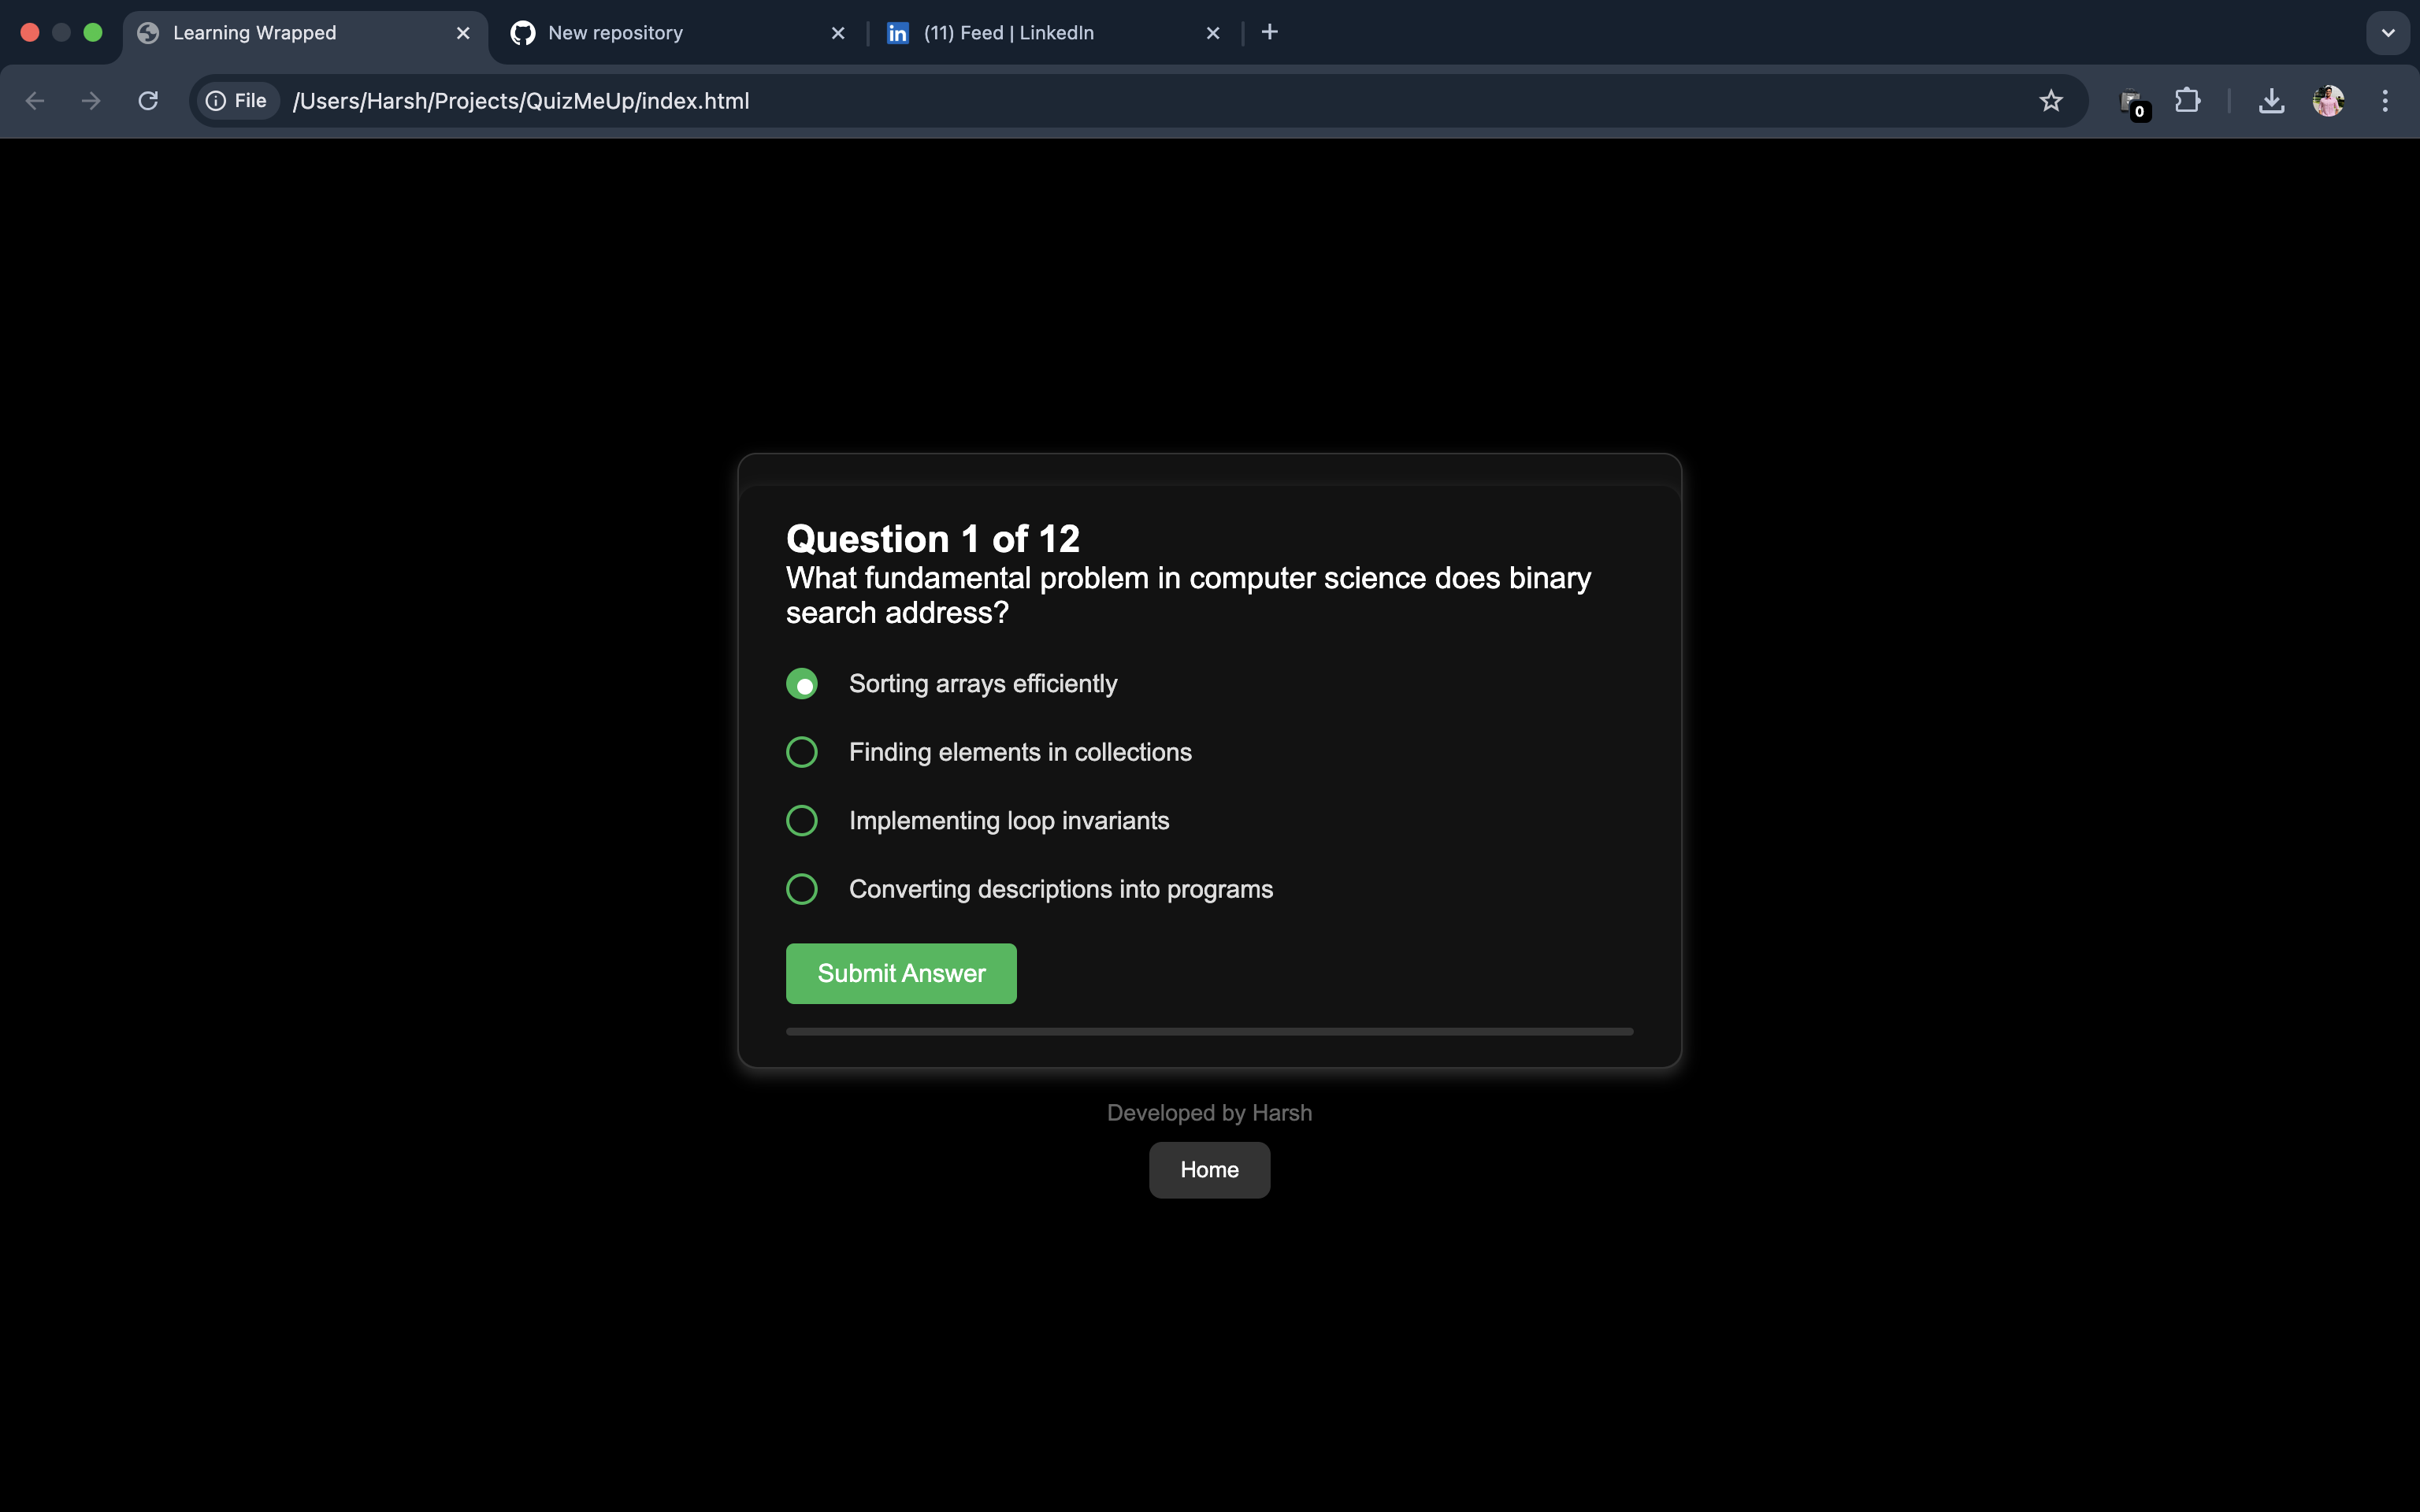 Learning Wrapped
New repository
in (11) Feed | LinkedIn
File /Users/Harsh/Projects/QuizMeUp/index.html
0
Question 1 of 12
What fundamental problem in computer science does binary
search address?
Sorting arrays efficiently
Finding elements in collections
Implementing loop invariants
Converting descriptions into programs
Submit Answer
Developed by Harsh
Home